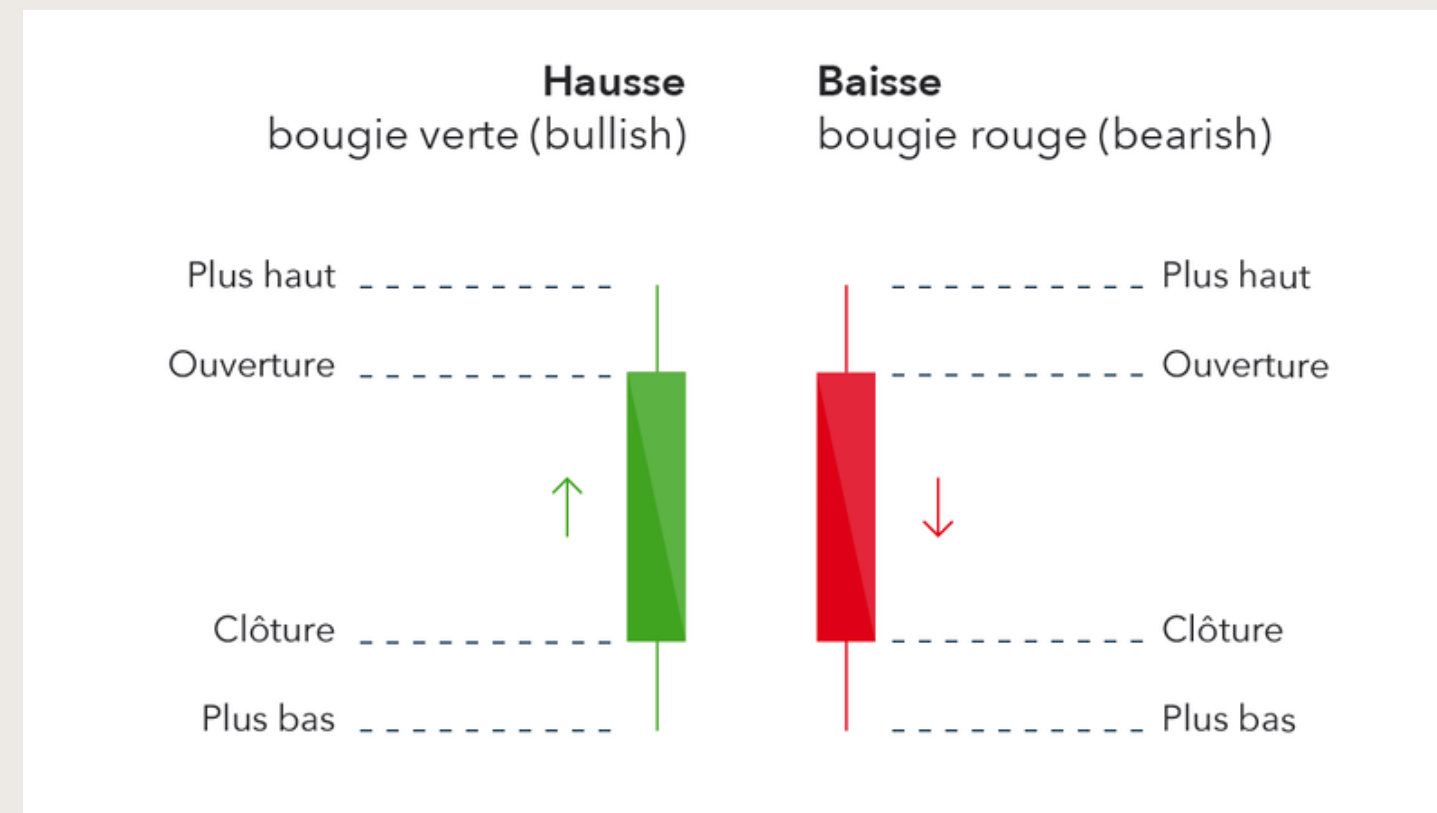 Hausse
bougie verte (bullish)
Baisse
bougie rouge (bearish)
Plus haut
Ouverture
Clôture
Plus bas
Plus haut
Ouverture
Clôture
Plus bas